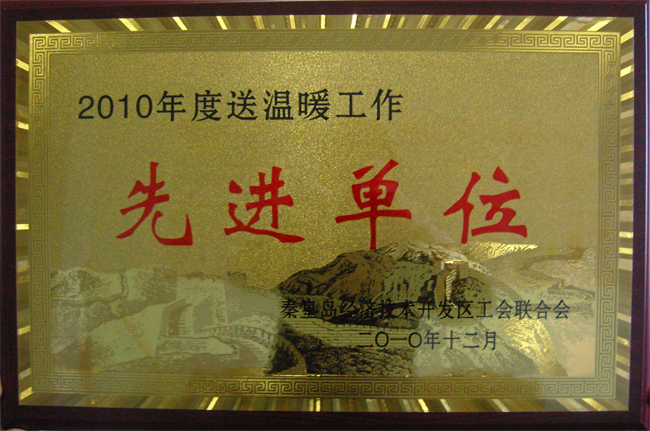 2010年度送温暖工作
先进单位
秦皇岛经济技术开发区工会联合会
二〇一〇年十二月